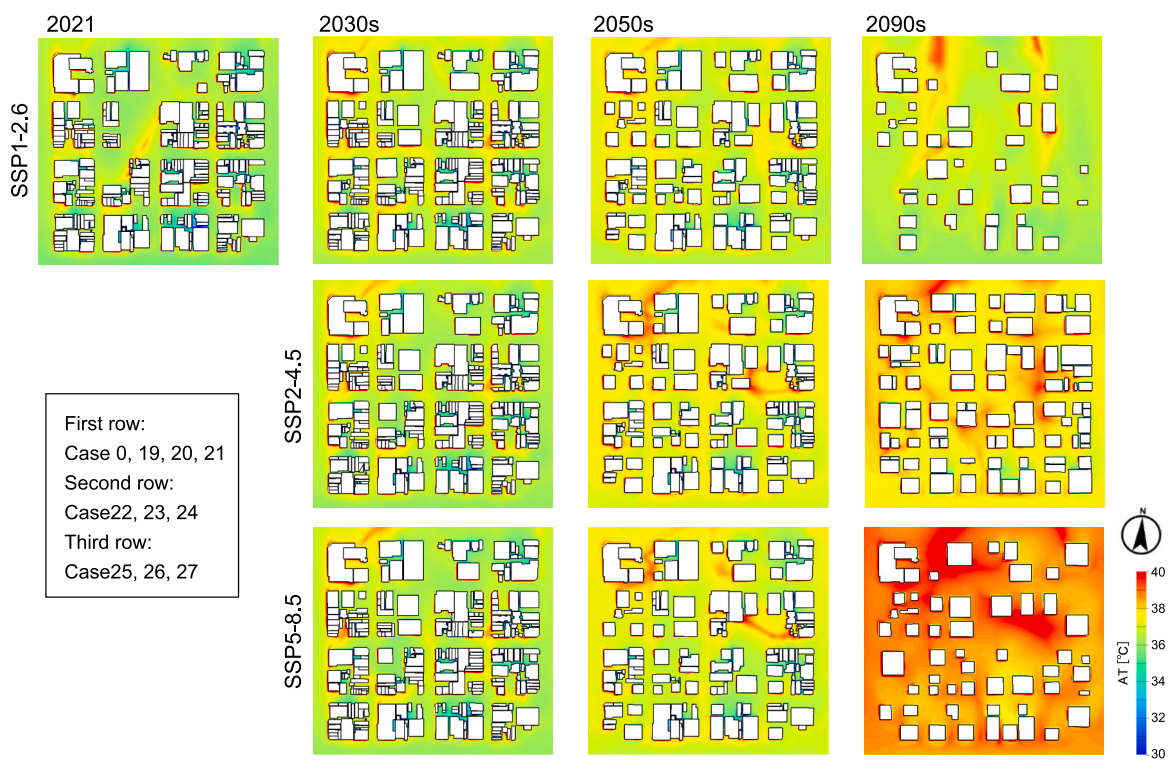 2021
2030s
2050s
2090s
SSP1-2.6
SSP2-4.5
First row:
Case 0, 19, 20, 21
Second row:
Case22, 23, 24
Third row:
Case25, 26, 27
N
SSP5-8.5
40
38
36
34
32
30
AT [°C]